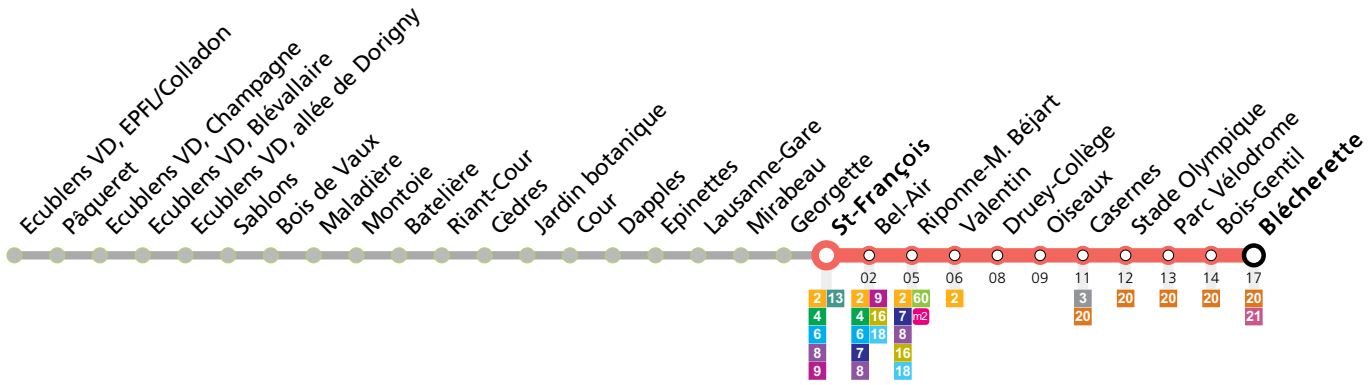 Ecublens VD, EPFL/Colladon
Pâqueret
Ecublens VD, Champagne
Ecublens VD, Blévallaire
Ecublens VD, allée de Dorigny
Sablons
Bois de Vaux
Maladière
Montoie
Batelière
Riant-Cour
Cèdres
Jardin botanique
Cour
Dapples
Epinettes
Lausanne-Gare
Mirabeau
Georgette
St-François
Bel-Air
Riponne-M. Béjart
Valentin
Druey-Collège
Oiseaux
Casernes
Stade Olympique
Parc Vélodrome
Bois-Gentil
Blécherette
02 05 06 08 09 11 12 13 14 17
2 13 2 9 2 60 2 3 20 20 20 20
4 4 16 7 m2 20 21
6 6 18 8
8 7 16
9 8 18